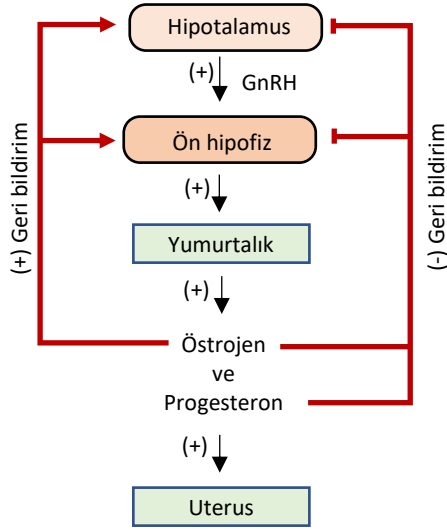 Hipotalamus
(+)
GnRH
Ön hipofiz
(+)
Yumurtalık
(+)
Östrojen
ve
Progesteron
(+)
Uterus
(+) Geri bildirim
(-) Geri bildirim